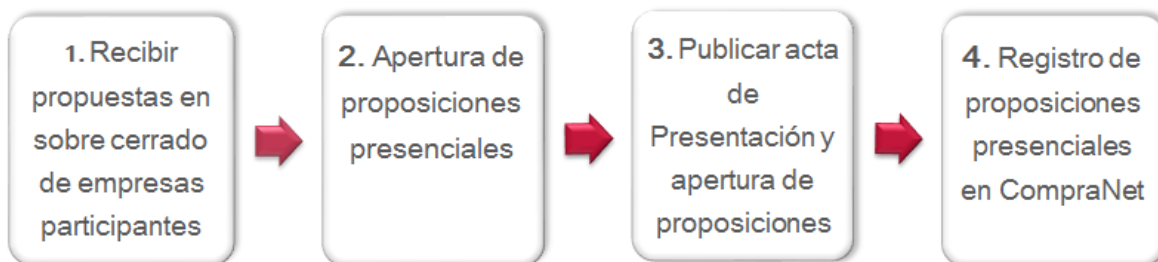 1. Recibir
propuestas en
sobre cerrado
de empresas
participantes
2. Apertura de
proposiciones
presenciales
3. Publicar acta
de
Presentación y
apertura de
proposiciones
4. Registro de
proposiciones
presenciales
en CompraNet